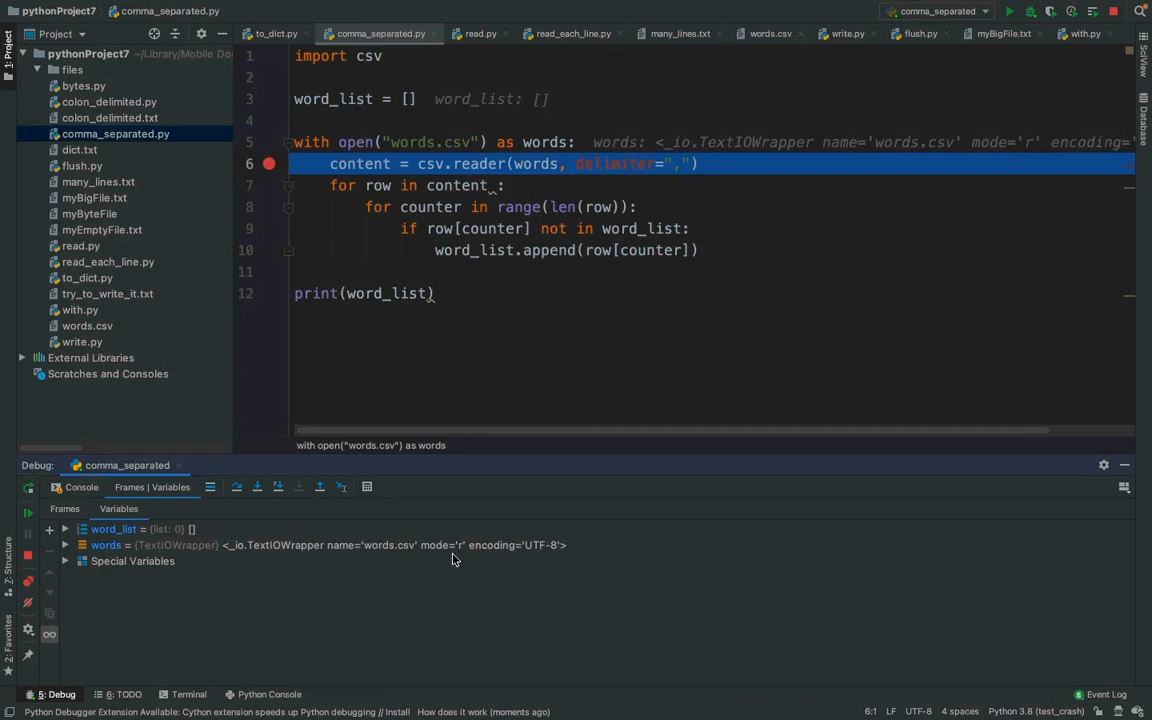 pythonProject7 › comma_separated.py
comma_separated
1: Project
Project
to_dict.py
comma_separated.py
read.py
read_each_line.py
many_lines.txt
words.csv
write.py
flush.py
myBigFile.txt
with.py
pythonProject7 ~/Library/Mobile Do
files
bytes.py
colon_delimited.py
colon_delimited.txt
comma_separated.py
dict.txt
flush.py
many_lines.txt
myBigFile.txt
myByteFile
myEmptyFile.txt
read.py
read_each_line.py
to_dict.py
try_to_write_it.txt
with.py
words.csv
write.py
External Libraries
Scratches and Consoles
1 import csv
2
3 word_list = [] word_list: []
4
5 with open("words.csv") as words: words: <_io.TextIOWrapper name='words.csv' mode='r' encoding='
6 content = csv.reader(words, delimiter=",")
7 for row in content :
8 for counter in range(len(row)):
9 if row[counter] not in word_list:
10 word_list.append(row[counter])
11
12 print(word_list)
with open("words.csv") as words
SciView
Database
Debug: comma_separated
Console
Frames | Variables
Frames
Variables
word_list = {list: 0} []
words = {TextIOWrapper} <_io.TextIOWrapper name='words.csv' mode='r' encoding='UTF-8'>
Special Variables
Z: Structure
2: Favorites
5: Debug
6: TODO
Terminal
Python Console
5 Event Log
Python Debugger Extension Available: Cython extension speeds up Python debugging // Install How does it work (moments ago)
6:1 LF UTF-8 4 spaces Python 3.8 (test_crash)